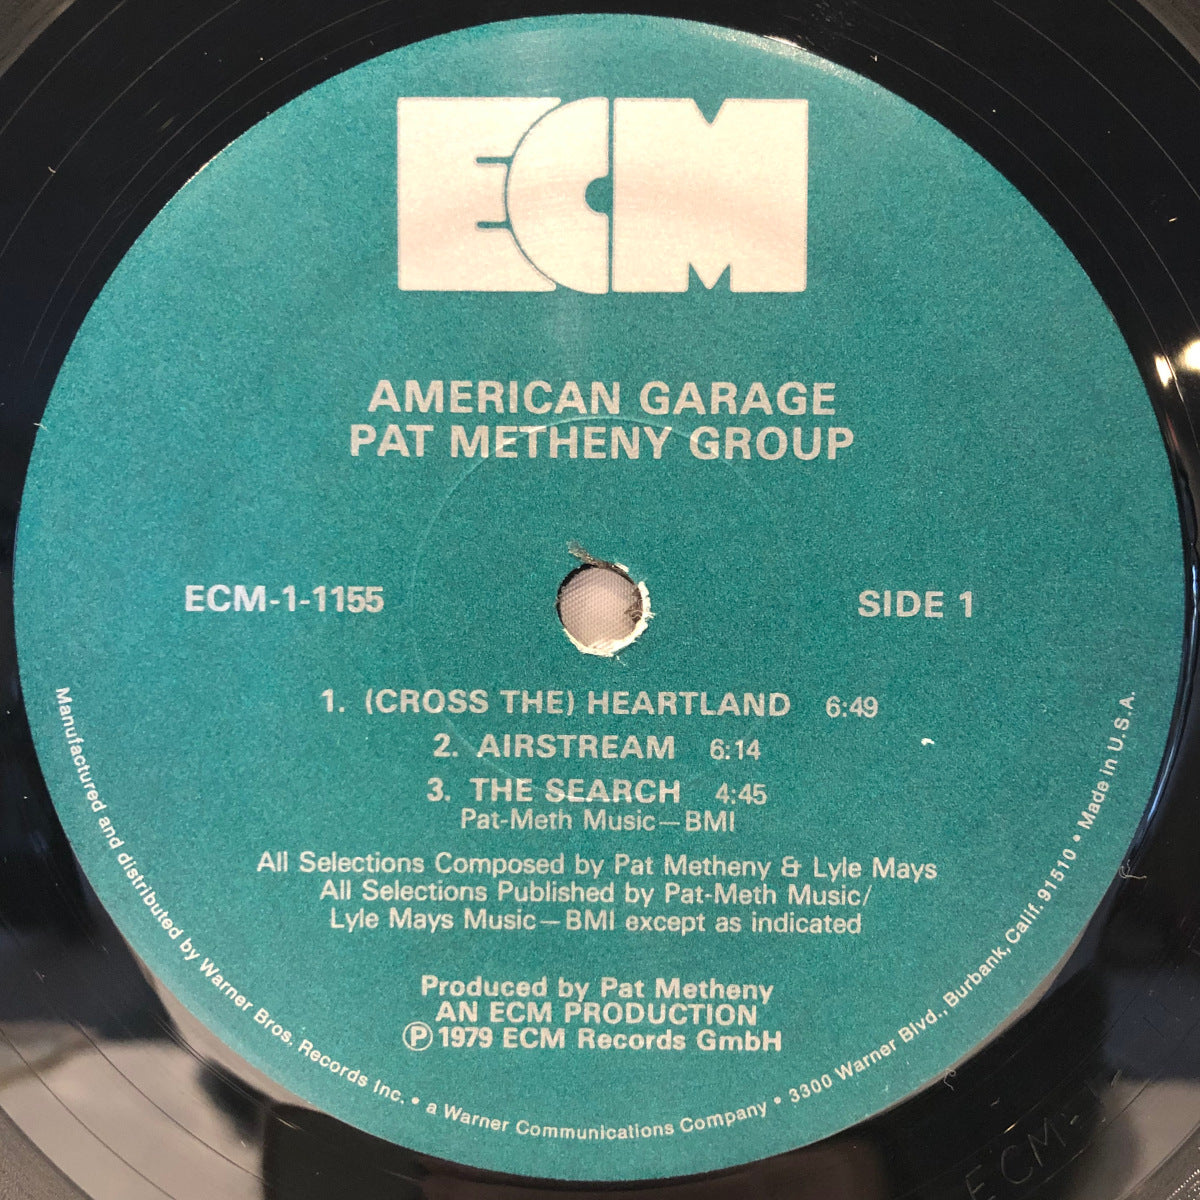 ECM
AMERICAN GARAGE
PAT METHENY GROUP
ECM-1-1155
SIDE 1
1. (CROSS THE) HEARTLAND 6:49
2. AIRSTREAM 6:14
3. THE SEARCH 4:45
Pat-Meth Music—BMI
All Selections Composed by Pat Metheny & Lyle Mays
All Selections Published by Pat-Meth Music/
Lyle Mays Music—BMI except as indicated
Produced by Pat Metheny
AN ECM PRODUCTION
Ⓟ 1979 ECM Records GmbH
Manufactured and distributed by Warner Bros. Records Inc. • a Warner Communications Company • 3300 Warner Blvd., Burbank, Calif. 91510 • Made in U.S.A.
ECM-